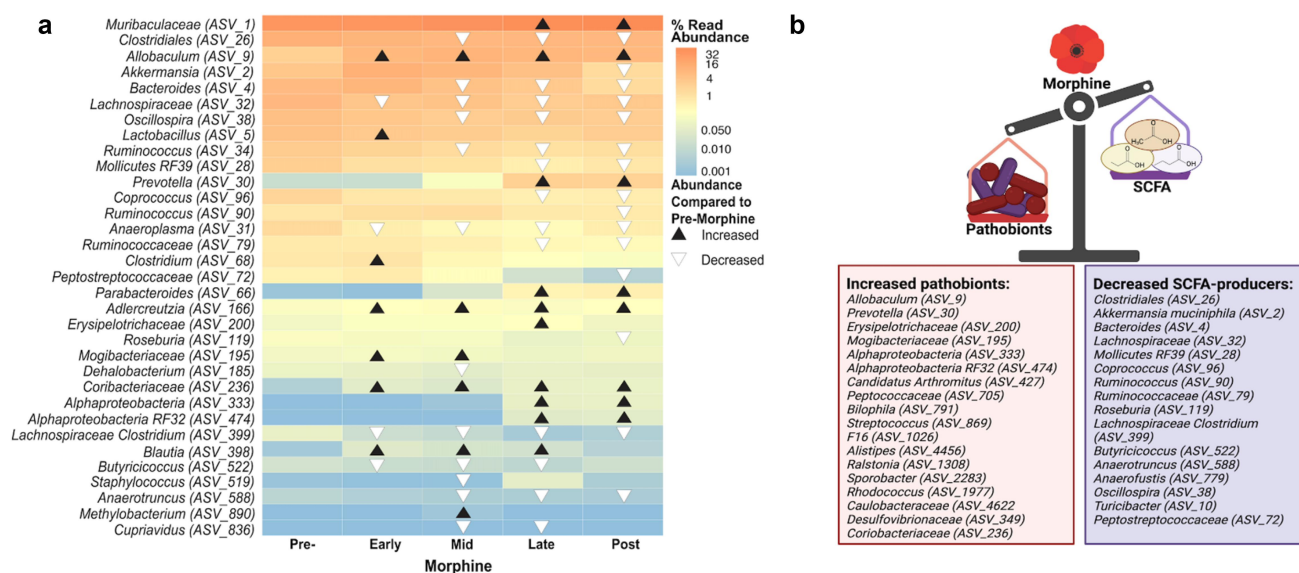 a
Muribaculaceae (ASV_1)
Clostridiales (ASV_26)
Allobaculum (ASV_9)
Akkermansia (ASV_2)
Bacteroides (ASV_4)
Lachnospiraceae (ASV_32)
Oscillospira (ASV_38)
Lactobacillus (ASV_5)
Ruminococcus (ASV_34)
Mollicutes RF39 (ASV_28)
Prevotella (ASV_30)
Coprococcus (ASV_96)
Ruminococcus (ASV_90)
Anaeroplasma (ASV_31)
Ruminococcaceae (ASV_79)
Clostridium (ASV_68)
Peptostreptococcaceae (ASV_72)
Parabacteroides (ASV_66)
Adlercreutzia (ASV_166)
Erysipelotrichaceae (ASV_200)
Roseburia (ASV_119)
Mogibacteriaceae (ASV_195)
Dehalobacterium (ASV_185)
Coribacteriaceae (ASV_236)
Alphaproteobacteria (ASV_333)
Alphaproteobacteria RF32 (ASV_474)
Lachnospiraceae Clostridium (ASV_399)
Blautia (ASV_398)
Butyricicoccus (ASV_522)
Staphylococcus (ASV_519)
Anaerotruncus (ASV_588)
Methylobacterium (ASV_890)
Cupriavidus (ASV_836)
Pre- Early Mid Late Post
Morphine
% Read
Abundance
32
16
4
1
0.050
0.010
0.001
Abundance
Compared to
Pre-Morphine
Increased
Decreased
b
Morphine
H₃C O OH
O OH
O OH
SCFA
Pathobionts
Increased pathobionts:
Allobaculum (ASV_9)
Prevotella (ASV_30)
Erysipelotrichaceae (ASV_200)
Mogibacteriaceae (ASV_195)
Alphaproteobacteria (ASV_333)
Alphaproteobacteria RF32 (ASV_474)
Candidatus Arthromitus (ASV_427)
Peptococcaceae (ASV_705)
Bilophila (ASV_791)
Streptococcus (ASV_869)
F16 (ASV_1026)
Alistipes (ASV_4456)
Ralstonia (ASV_1308)
Sporobacter (ASV_2283)
Rhodococcus (ASV_1977)
Caulobacteraceae (ASV_4622
Desulfovibrionaceae (ASV_349)
Coriobacteriaceae (ASV_236)
Decreased SCFA-producers:
Clostridiales (ASV_26)
Akkermansia muciniphila (ASV_2)
Bacteroides (ASV_4)
Lachnospiraceae (ASV_32)
Mollicutes RF39 (ASV_28)
Coprococcus (ASV_96)
Ruminococcus (ASV_90)
Ruminococcaceae (ASV_79)
Roseburia (ASV_119)
Lachnospiraceae Clostridium
(ASV_399)
Butyricicoccus (ASV_522)
Anaerotruncus (ASV_588)
Anaerofustis (ASV_779)
Oscillospira (ASV_38)
Turicibacter (ASV_10)
Peptostreptococcaceae (ASV_72)